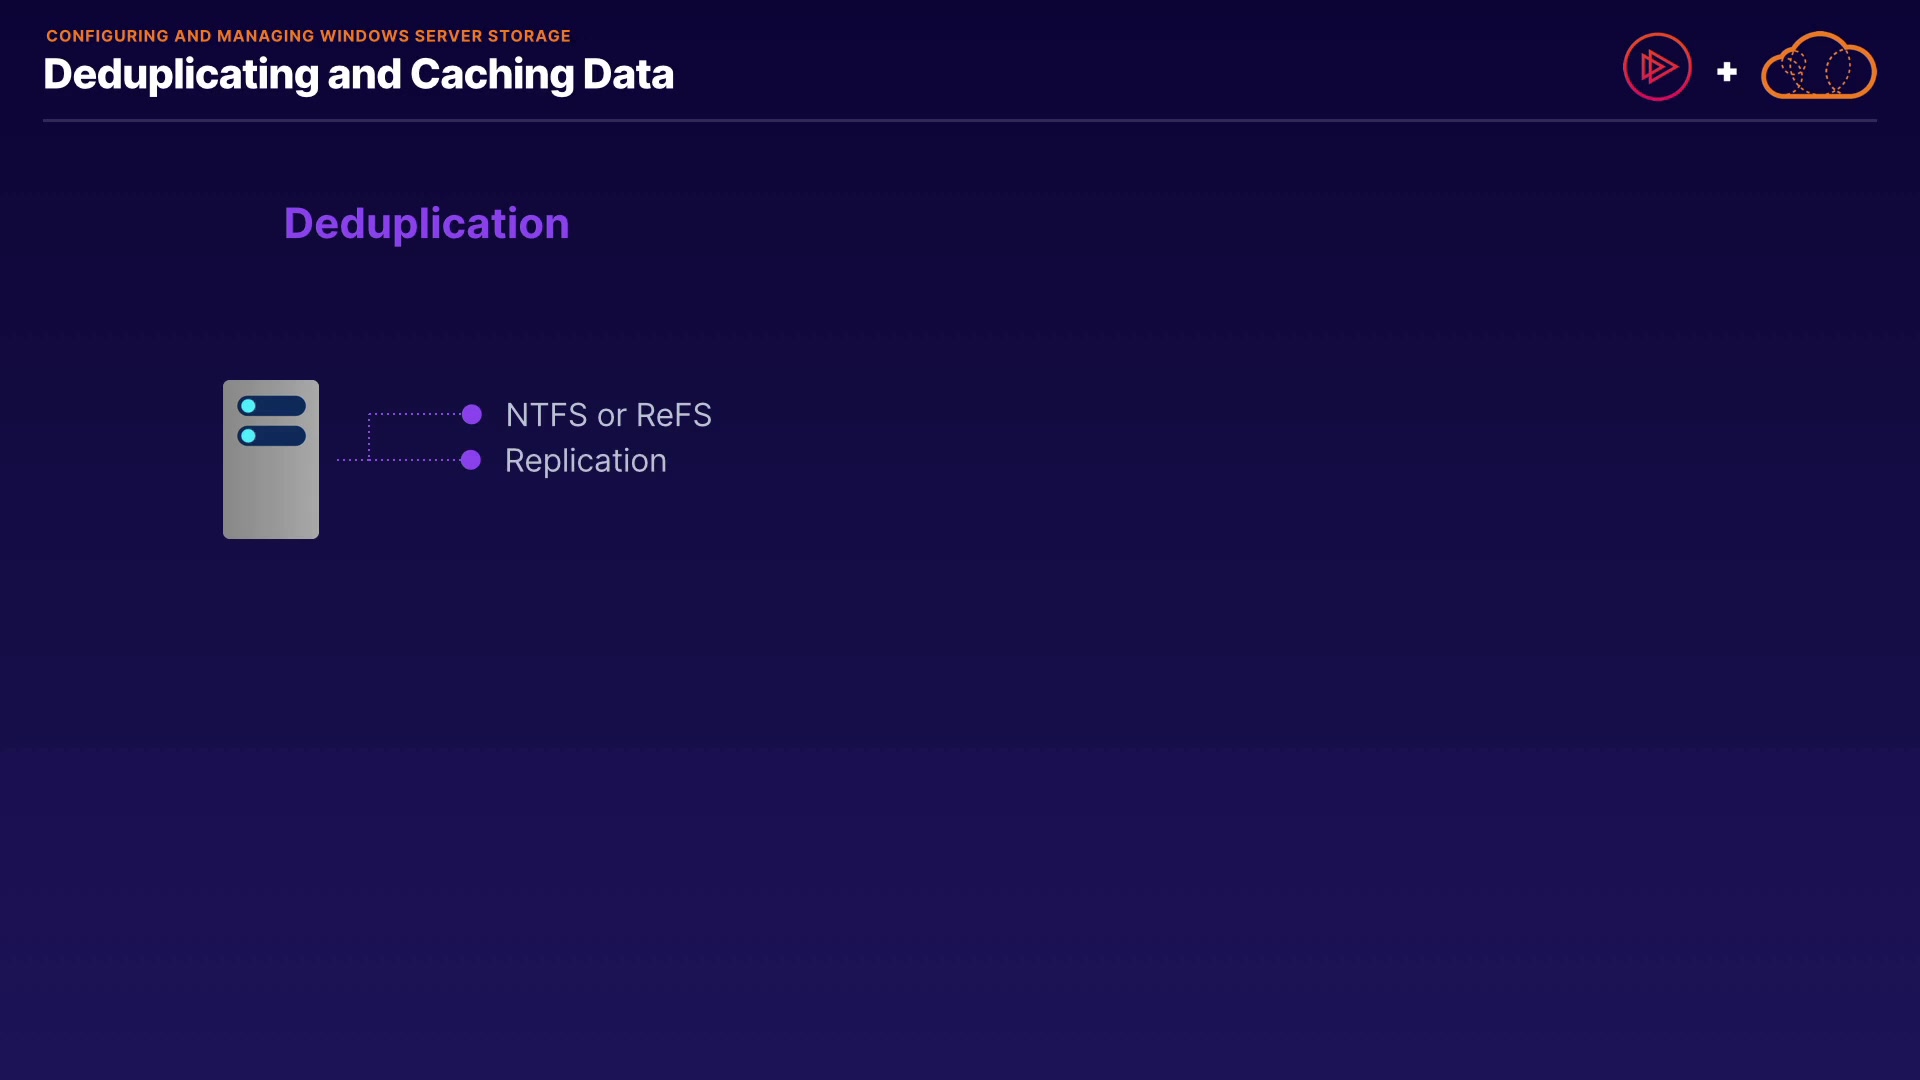 CONFIGURING AND MANAGING WINDOWS SERVER STORAGE
Deduplicating and Caching Data
Deduplication
NTFS or ReFS
Replication